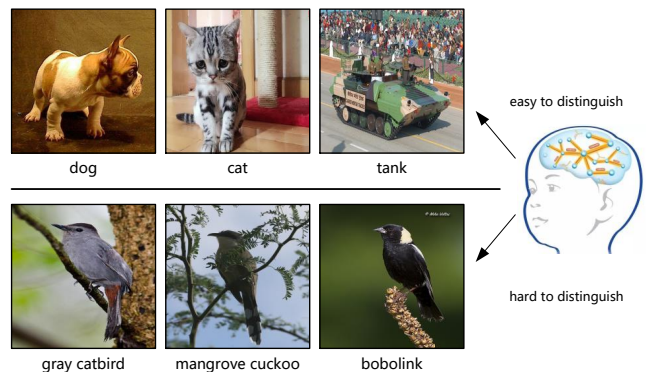 dog
cat
tank
easy to distinguish
gray catbird
mangrove cuckoo
bobolink
hard to distinguish